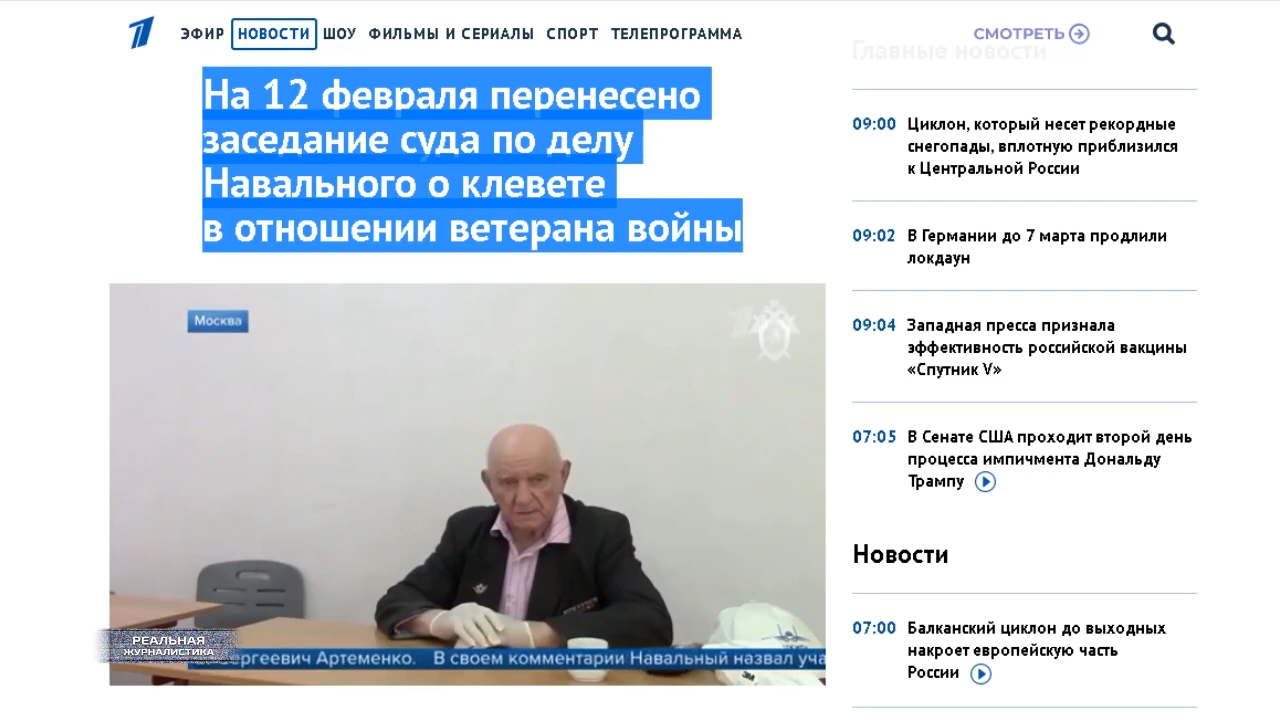 ЭФИР НОВОСТИ ШОУ ФИЛЬМЫ И СЕРИАЛЫ СПОРТ ТЕЛЕПРОГРАММА
СМОТРЕТЬ
На 12 февраля перенесено
заседание суда по делу
Навального о клевете
в отношении ветерана войны
Москва
РЕАЛЬНАЯ
ЖУРНАЛИСТИКА
ргеевич Артеменко. В своем комментарии Навальный назвал уча
3M
Главные новости
09:00 Циклон, который несет рекордные
снегопады, вплотную приблизился
к Центральной России
09:02 В Германии до 7 марта продлили
локдаун
09:04 Западная пресса признала
эффективность российской вакцины
«Спутник V»
07:05 В Сенате США проходит второй день
процесса импичмента Дональду
Трампу
Новости
07:00 Балканский циклон до выходных
накроет европейскую часть
России